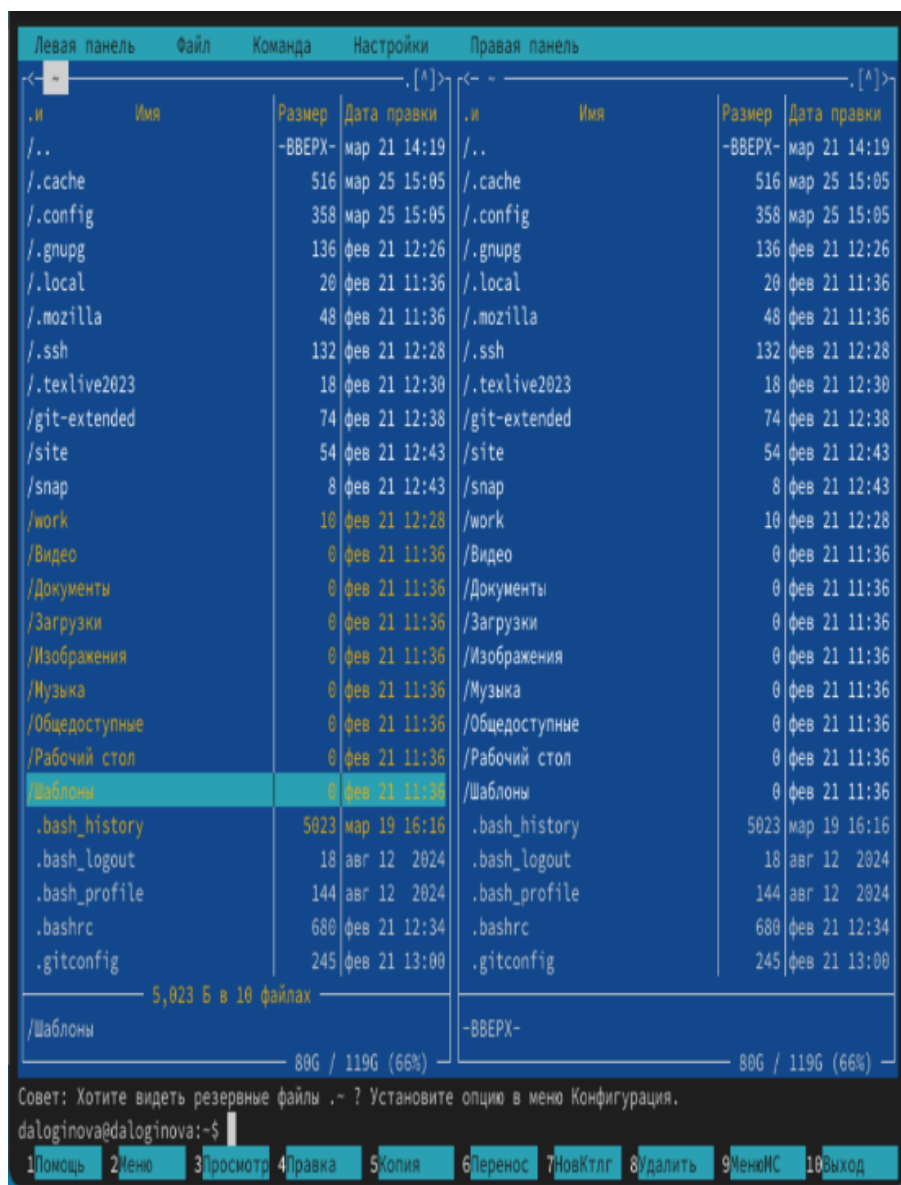 Левая панель Файл Команда Настройки Правая панель
<- ~ .[^]> <- ~ .[^]>
.и Имя Размер Дата правки .и Имя Размер Дата правки
/.. -ВВЕРХ- мар 21 14:19 /.. -ВВЕРХ- мар 21 14:19
/.cache 516 мар 25 15:05 /.cache 516 мар 25 15:05
/.config 358 мар 25 15:05 /.config 358 мар 25 15:05
/.gnupg 136 фев 21 12:26 /.gnupg 136 фев 21 12:26
/.local 20 фев 21 11:36 /.local 20 фев 21 11:36
/.mozilla 48 фев 21 11:36 /.mozilla 48 фев 21 11:36
/.ssh 132 фев 21 12:28 /.ssh 132 фев 21 12:28
/.texlive2023 18 фев 21 12:30 /.texlive2023 18 фев 21 12:30
/git-extended 74 фев 21 12:38 /git-extended 74 фев 21 12:38
/site 54 фев 21 12:43 /site 54 фев 21 12:43
/snap 8 фев 21 12:43 /snap 8 фев 21 12:43
/work 10 фев 21 12:28 /work 10 фев 21 12:28
/Видео 0 фев 21 11:36 /Видео 0 фев 21 11:36
/Документы 0 фев 21 11:36 /Документы 0 фев 21 11:36
/Загрузки 0 фев 21 11:36 /Загрузки 0 фев 21 11:36
/Изображения 0 фев 21 11:36 /Изображения 0 фев 21 11:36
/Музыка 0 фев 21 11:36 /Музыка 0 фев 21 11:36
/Общедоступные 0 фев 21 11:36 /Общедоступные 0 фев 21 11:36
/Рабочий стол 0 фев 21 11:36 /Рабочий стол 0 фев 21 11:36
/Шаблоны 0 фев 21 11:36 /Шаблоны 0 фев 21 11:36
.bash_history 5023 мар 19 16:16 .bash_history 5023 мар 19 16:16
.bash_logout 18 авг 12 2024 .bash_logout 18 авг 12 2024
.bash_profile 144 авг 12 2024 .bash_profile 144 авг 12 2024
.bashrc 680 фев 21 12:34 .bashrc 680 фев 21 12:34
.gitconfig 245 фев 21 13:00 .gitconfig 245 фев 21 13:00
5,023 Б в 10 файлах
/Шаблоны -ВВЕРХ-
80G / 119G (66%) 80G / 119G (66%)
Совет: Хотите видеть резервные файлы .~ ? Установите опцию в меню Конфигурация.
daloginova@daloginova:~$
1Помощь 2Меню 3Просмотр 4Правка 5Копия 6Перенос 7НовКтлг 8Удалить 9МенюМС 10Выход